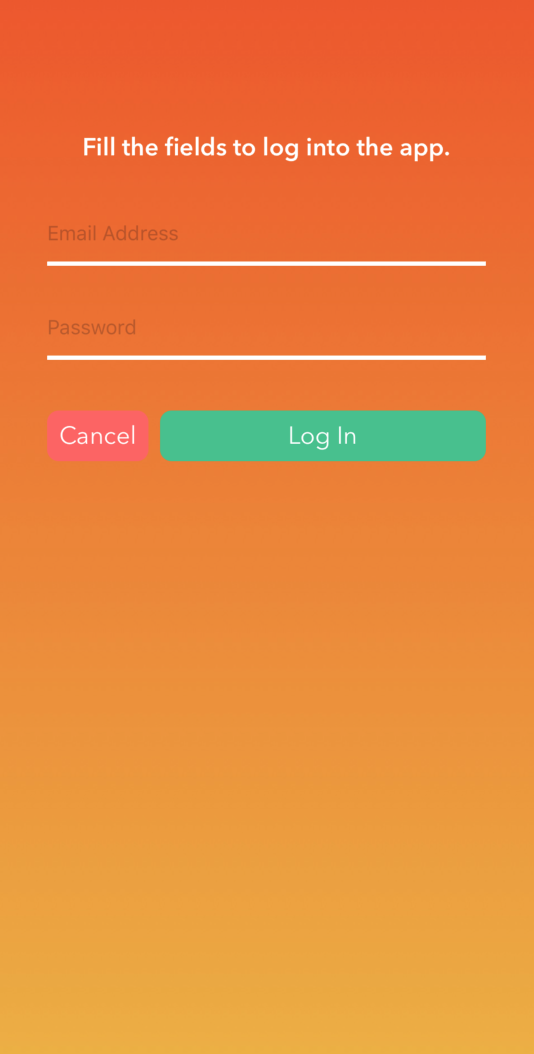 Fill the fields to log into the app.
Email Address
Password
Cancel
Log In